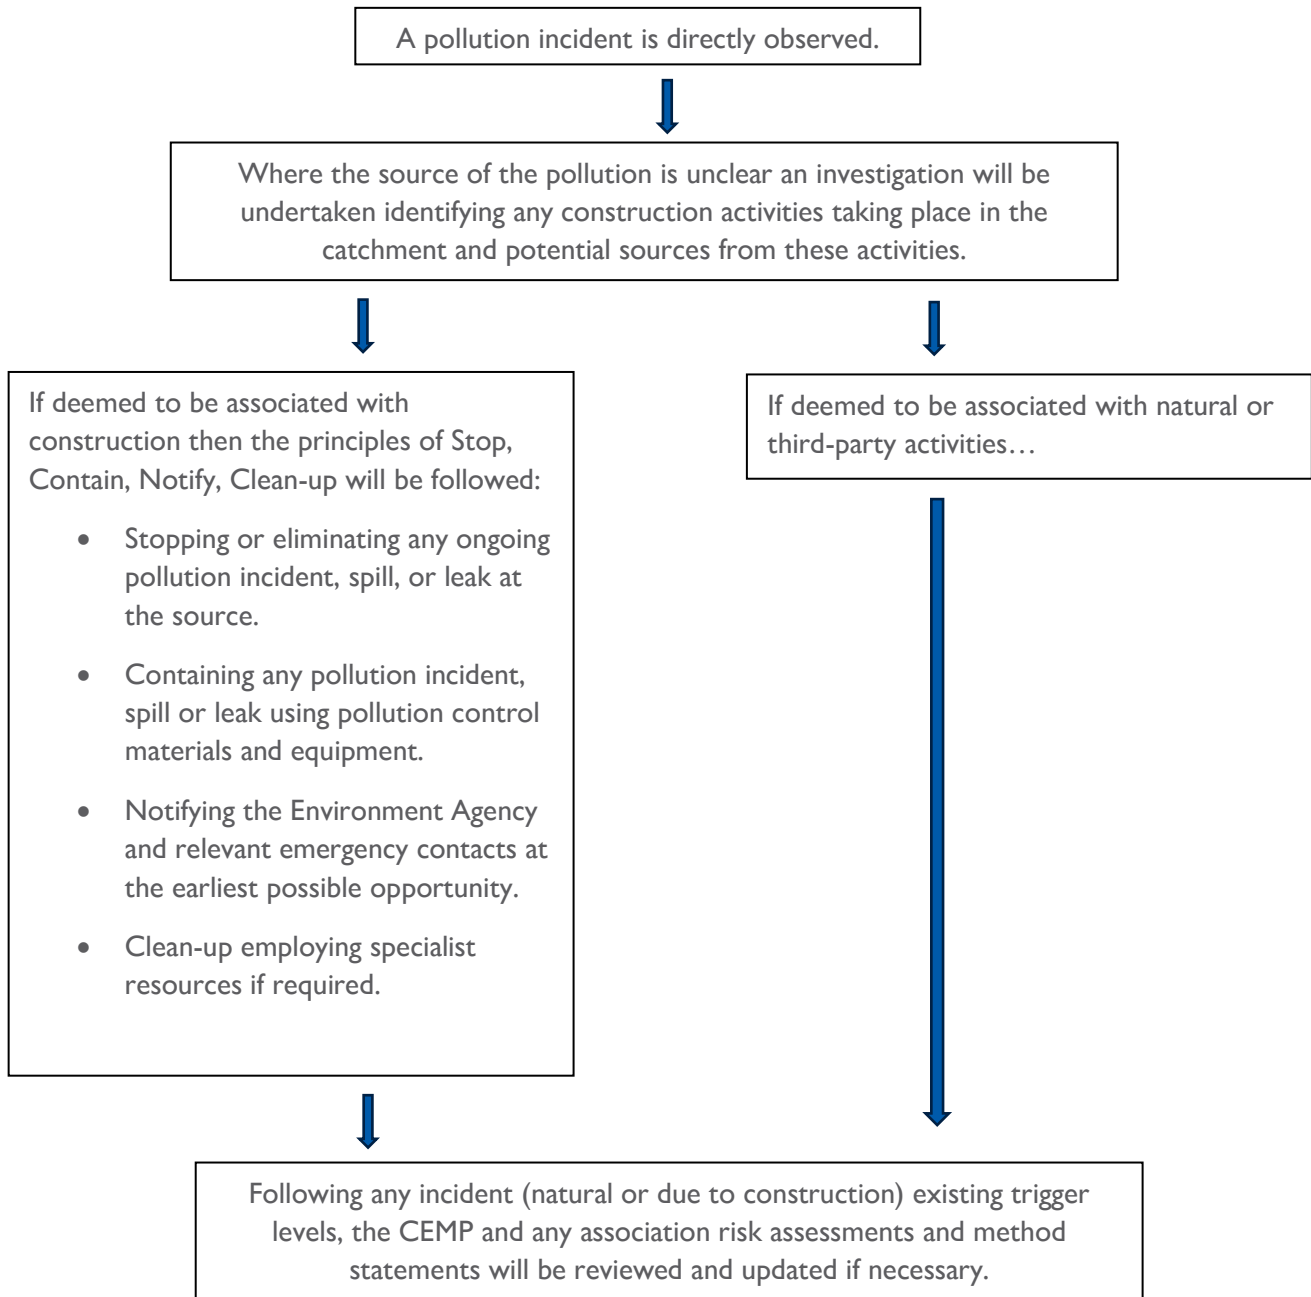 A pollution incident is directly observed.
Where the source of the pollution is unclear an investigation will be
undertaken identifying any construction activities taking place in the
catchment and potential sources from these activities.
If deemed to be associated with
construction then the principles of Stop,
Contain, Notify, Clean-up will be followed:
• Stopping or eliminating any ongoing
pollution incident, spill, or leak at
the source.
• Containing any pollution incident,
spill or leak using pollution control
materials and equipment.
• Notifying the Environment Agency
and relevant emergency contacts at
the earliest possible opportunity.
• Clean-up employing specialist
resources if required.
If deemed to be associated with natural or
third-party activities…
Following any incident (natural or due to construction) existing trigger
levels, the CEMP and any association risk assessments and method
statements will be reviewed and updated if necessary.